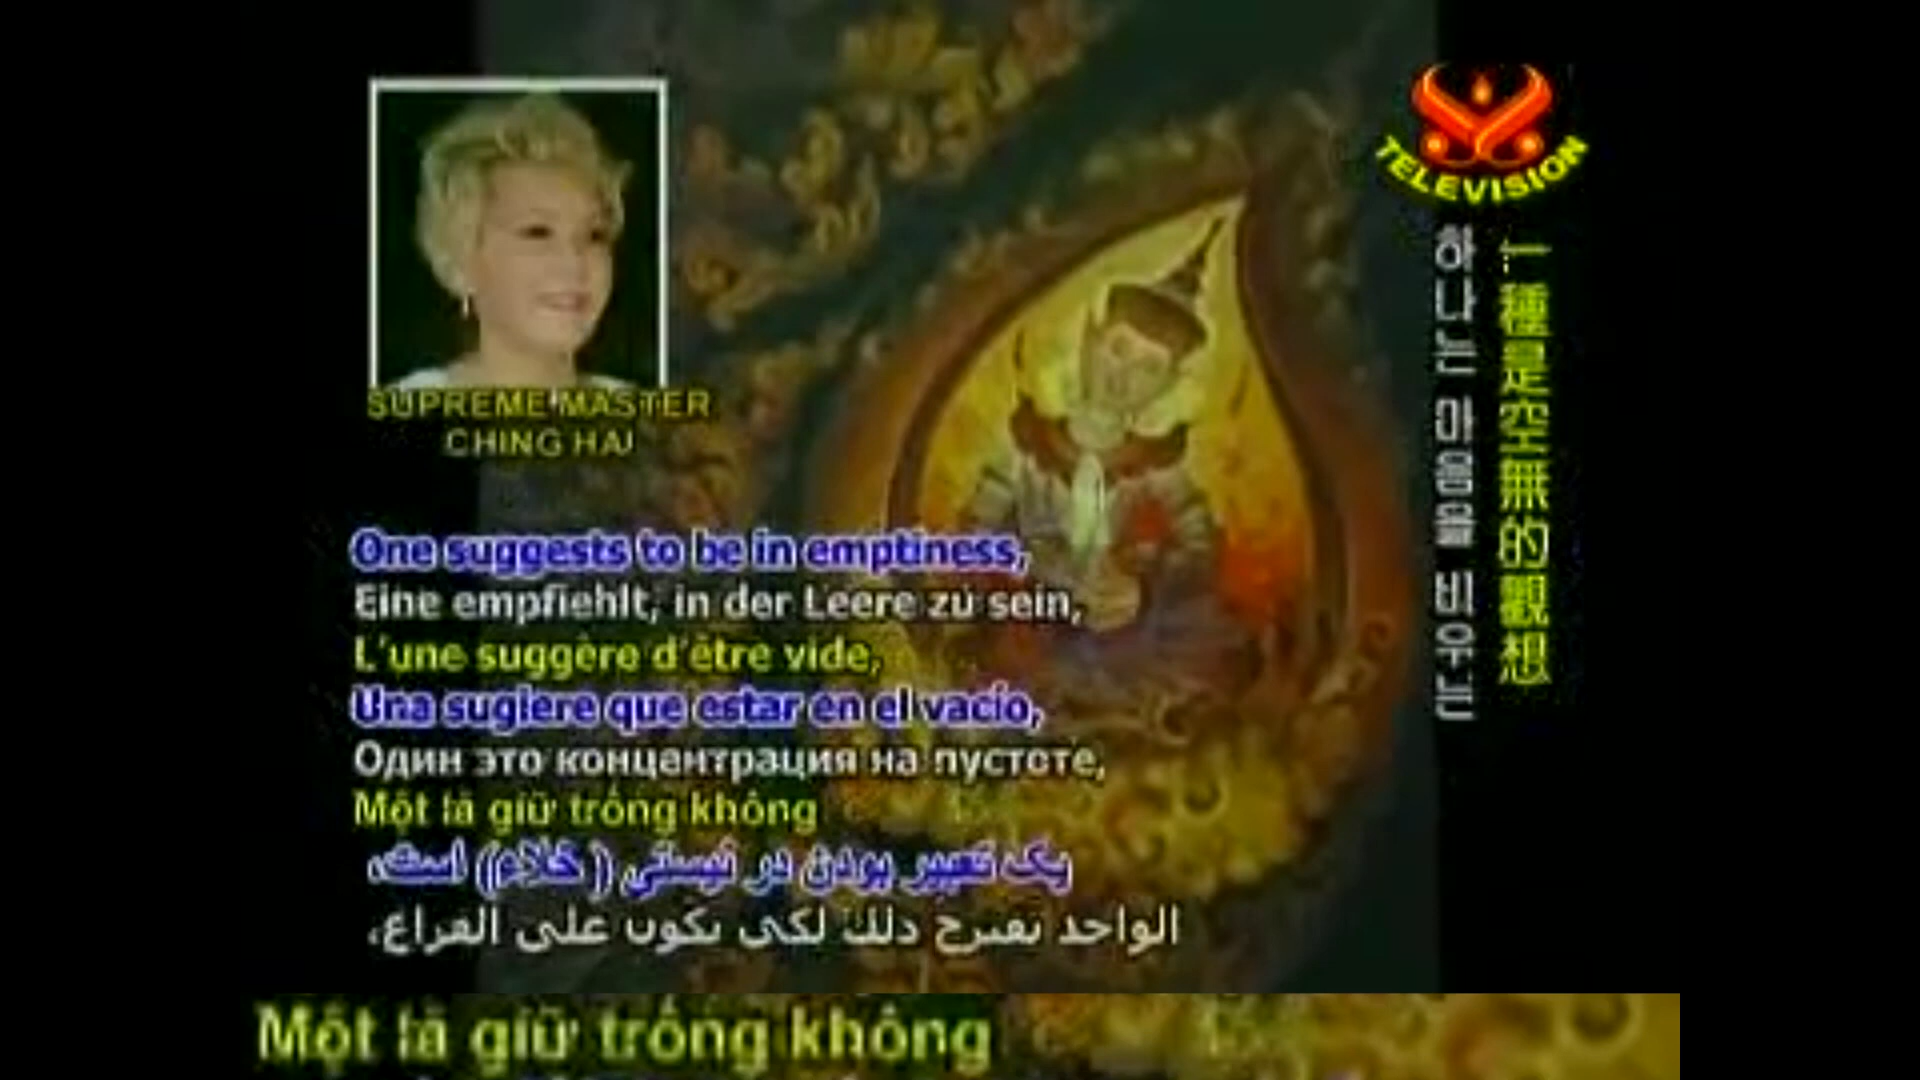 TELEVISION
SUPREME MASTER
CHING HAI
One suggests to be in emptiness,
Eine empfiehlt, in der Leere zu sein,
L'une suggère d'être vide,
Una sugiere que estar en el vacío,
Один это концентрация на пустоте,
Một là giữ trống không
یک تعبیر بودن در نیستی ( خلاء) است،
الواحد يقترح ذلك لكي يكون على الفراغ،
一種是空無的觀想
하나는 마음을 비우는
Một là giữ trống không